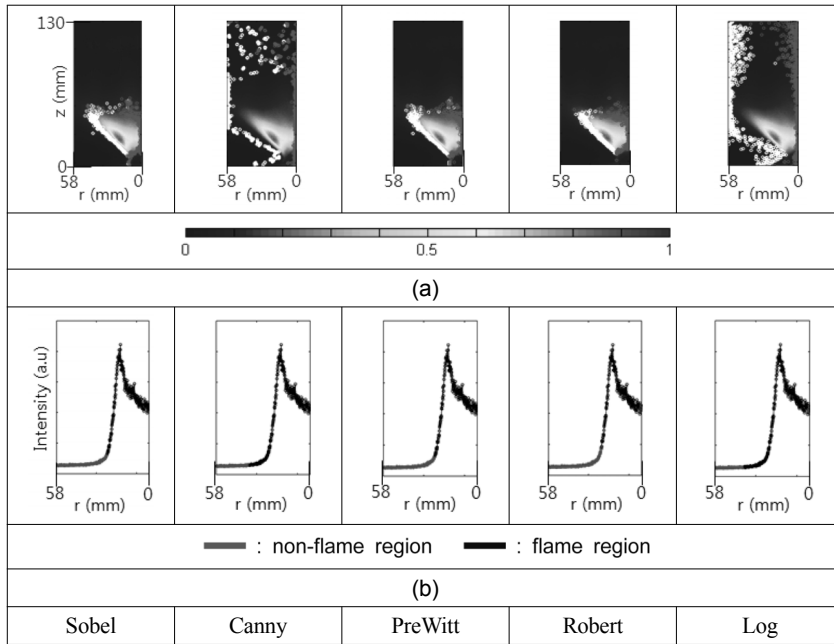 130
z (mm)
0
58 0 58 0 58 0 58 0 58 0
r (mm) r (mm) r (mm) r (mm) r (mm)
0 0.5 1
(a)
Intensity (a.u)
58 0 58 0 58 0 58 0 58 0
r (mm) r (mm) r (mm) r (mm) r (mm)
: non-flame region : flame region
(b)
Sobel Canny PreWitt Robert Log